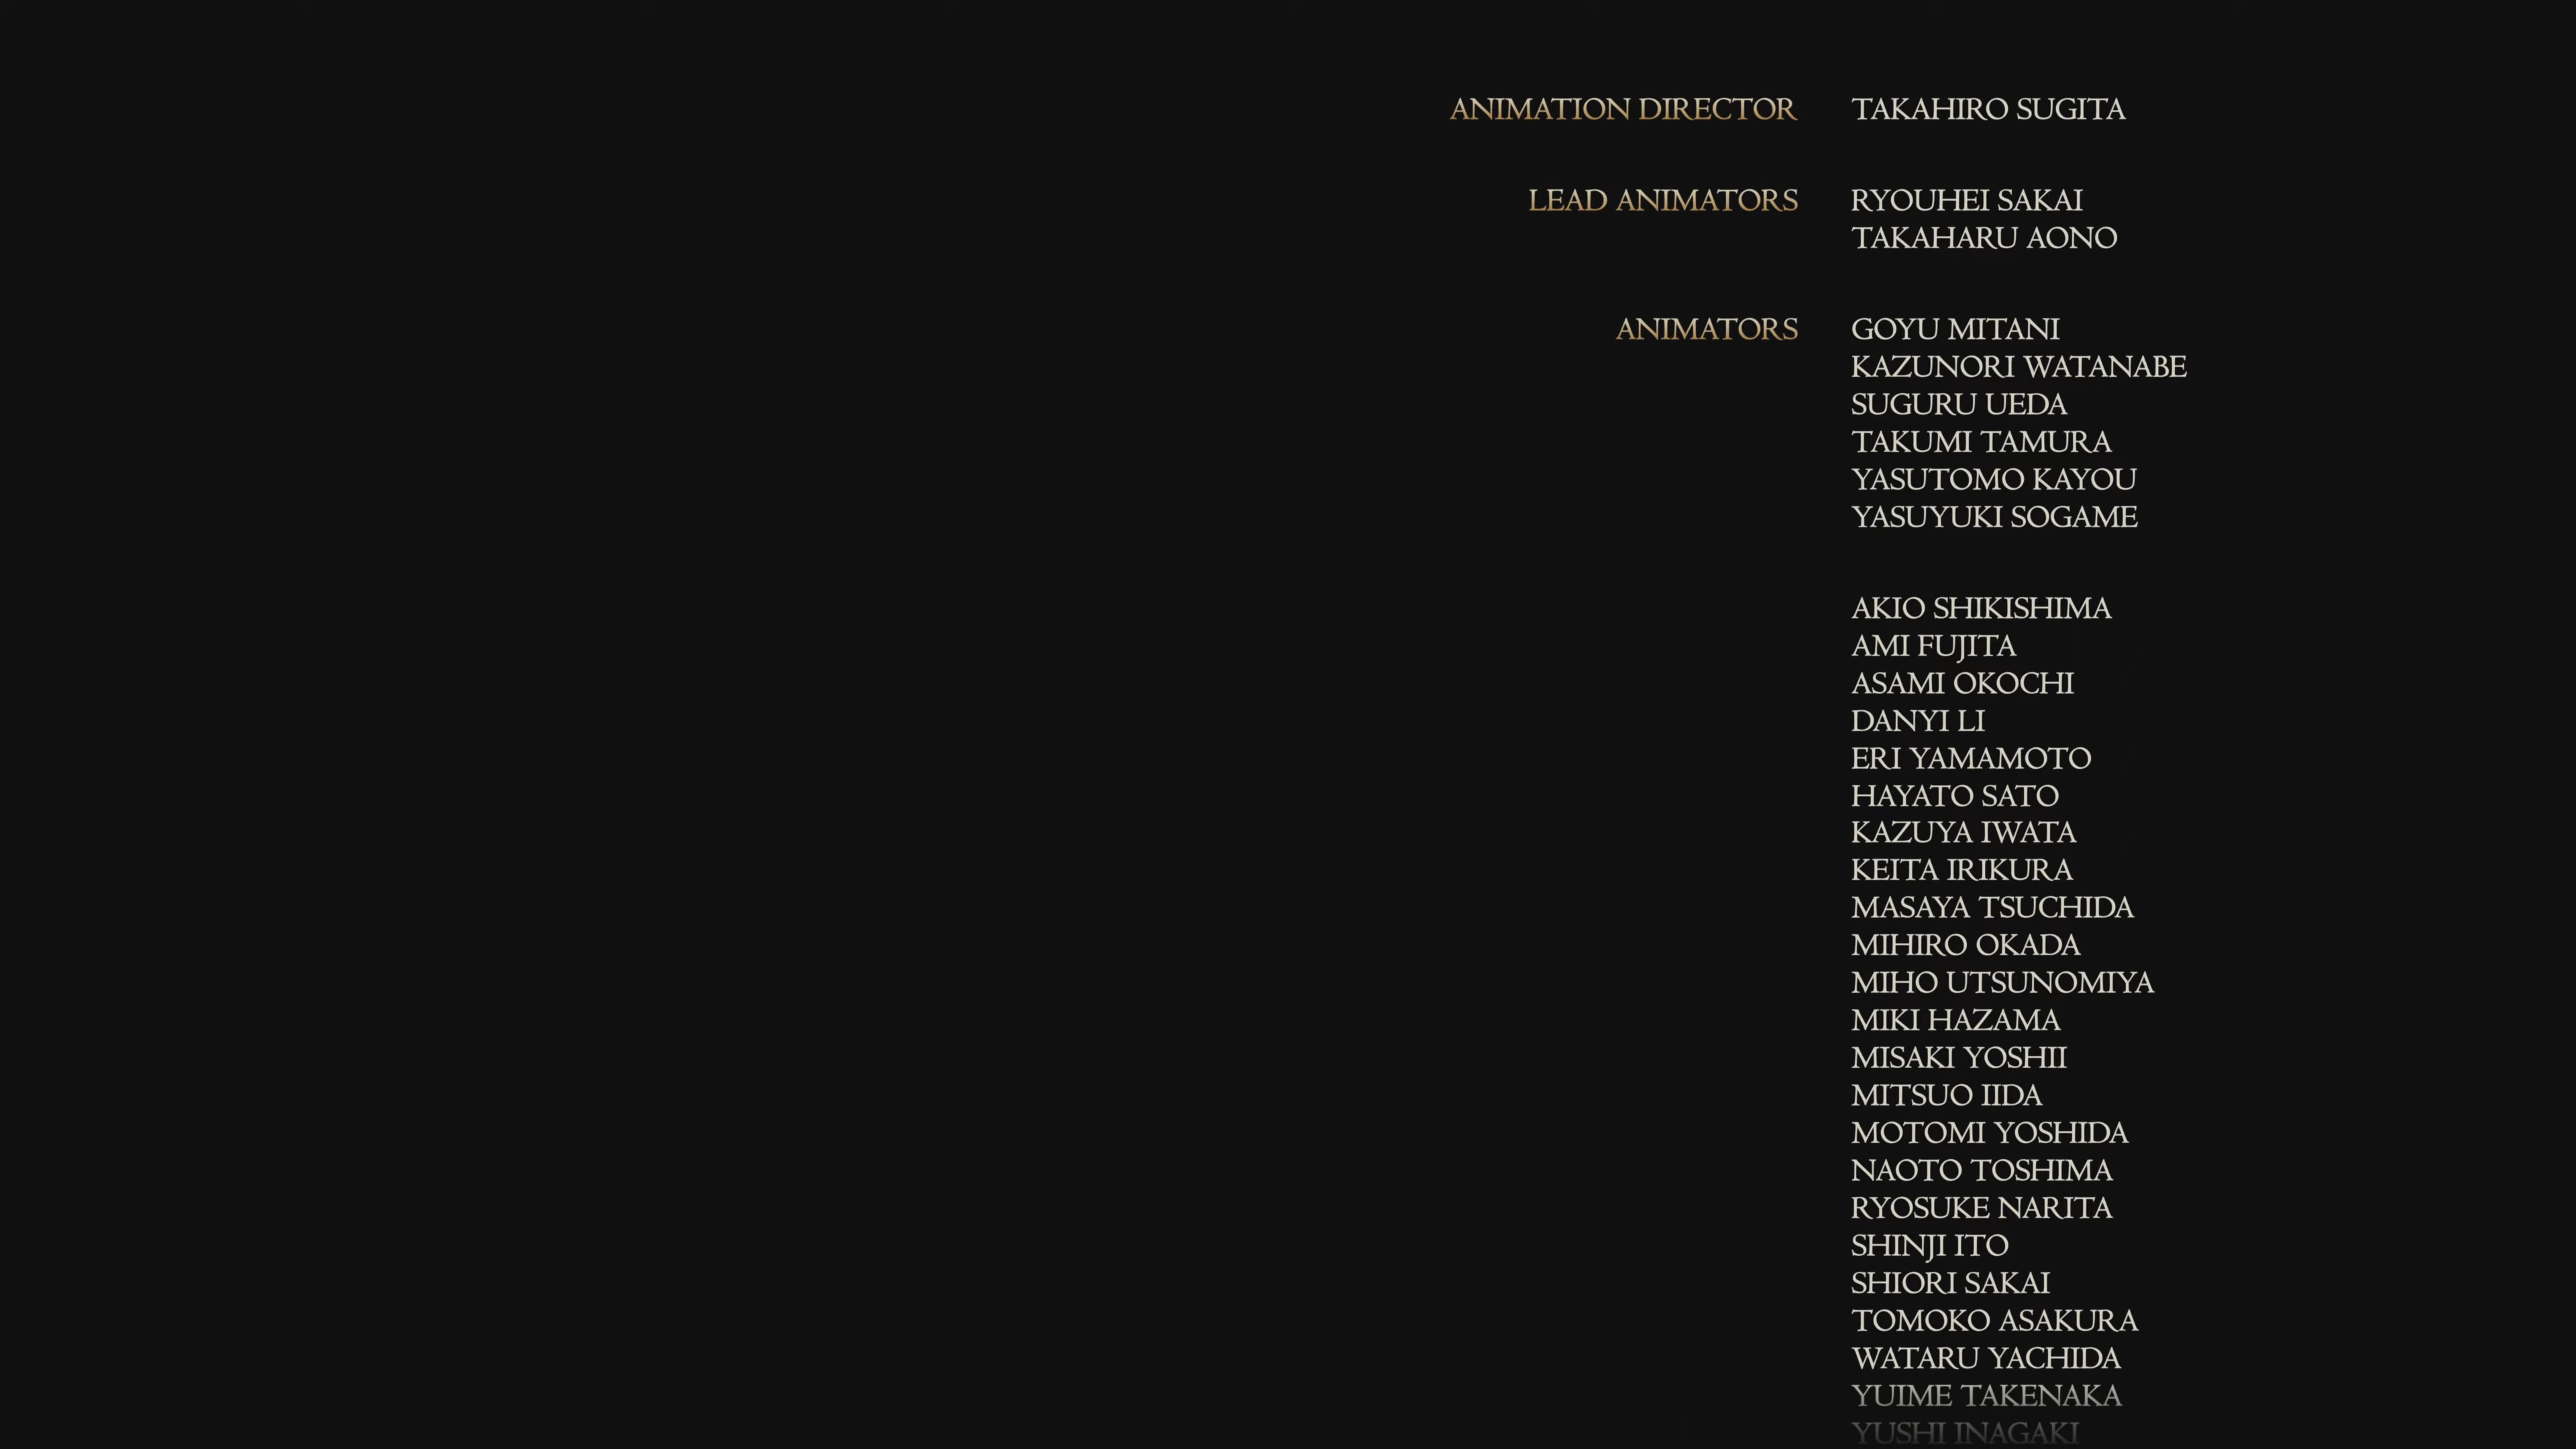 ANIMATION DIRECTOR TAKAHIRO SUGITA
LEAD ANIMATORS RYOUHEI SAKAI
TAKAHARU AONO
ANIMATORS GOYU MITANI
KAZUNORI WATANABE
SUGURU UEDA
TAKUMI TAMURA
YASUTOMO KAYOU
YASUYUKI SOGAME
AKIO SHIKISHIMA
AMI FUJITA
ASAMI OKOCHI
DANYI LI
ERI YAMAMOTO
HAYATO SATO
KAZUYA IWATA
KEITA IRIKURA
MASAYA TSUCHIDA
MIHIRO OKADA
MIHO UTSUNOMIYA
MIKI HAZAMA
MISAKI YOSHII
MITSUO IIDA
MOTOMI YOSHIDA
NAOTO TOSHIMA
RYOSUKE NARITA
SHINJI ITO
SHIORI SAKAI
TOMOKO ASAKURA
WATARU YACHIDA
YUIME TAKENAKA
YUSHI INAGAKI